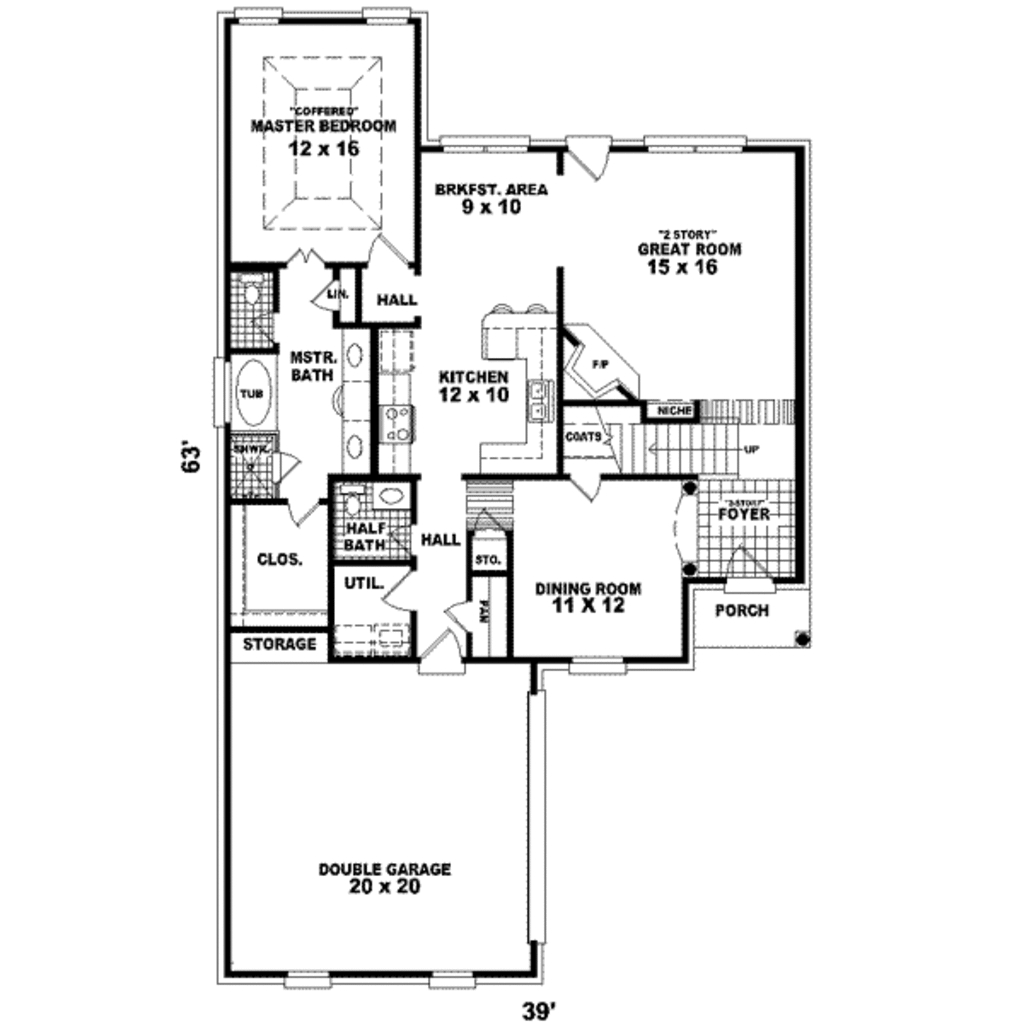 "COFFERED"
MASTER BEDROOM
12 x 16
BRKFST. AREA
9 x 10
"2 STORY"
GREAT ROOM
15 x 16
LIN.
HALL
MSTR.
BATH
TUB
KITCHEN
12 x 10
F/P
NICHE
COATS
UP
SHWR.
63'
"2-STORY"
FOYER
HALF
BATH
HALL
STO.
CLOS.
UTIL.
PAN
DINING ROOM
11 X 12
PORCH
STORAGE
DOUBLE GARAGE
20 x 20
39'